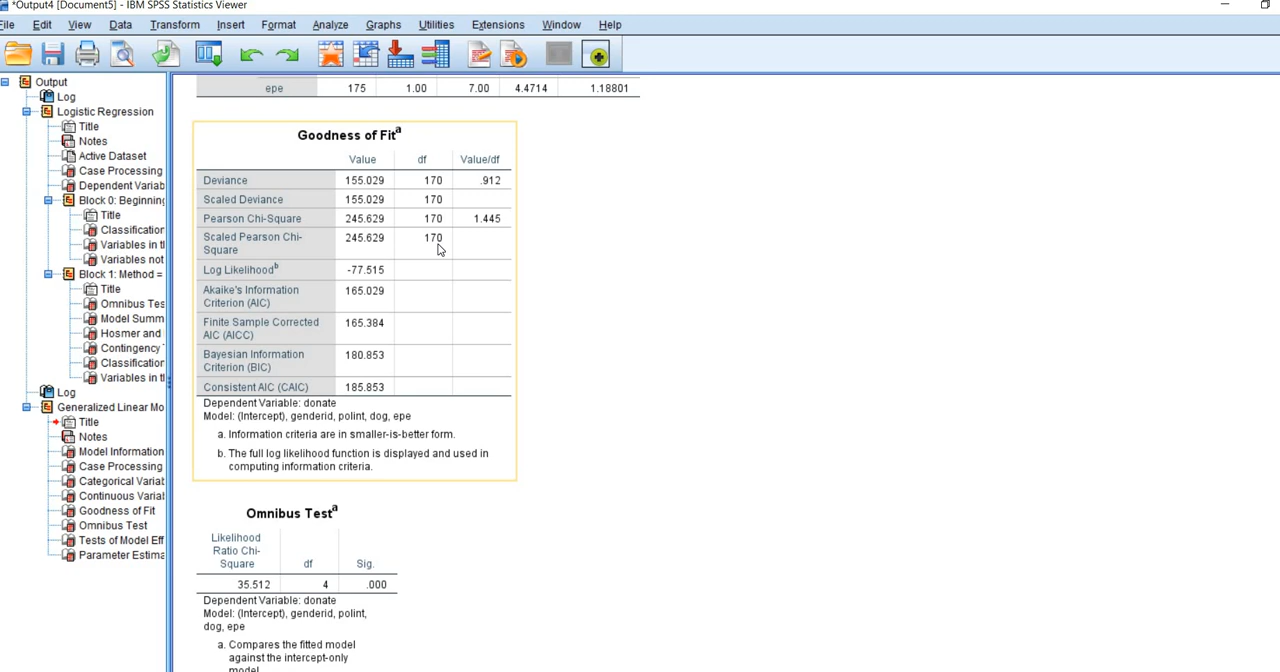 *Output4 [Document5] - IBM SPSS Statistics Viewer
File Edit View Data Transform Insert Format Analyze Graphs Utilities Extensions Window Help
Output
Log
Logistic Regression
Title
Notes
Active Dataset
Case Processing
Dependent Variab
Block 0: Beginning
Title
Classification
Variables in t
Variables not
Block 1: Method =
Title
Omnibus Tes
Model Summ
Hosmer and
Contingency
Classification
Variables in t
Log
Generalized Linear Mo
Title
Notes
Model Information
Case Processing
Categorical Variab
Continuous Variab
Goodness of Fit
Omnibus Test
Tests of Model Eff
Parameter Estima
epe 175 1.00 7.00 4.4714 1.18801
Goodness of Fitᵃ
Value df Value/df
Deviance 155.029 170 .912
Scaled Deviance 155.029 170
Pearson Chi-Square 245.629 170 1.445
Scaled Pearson Chi- 245.629 170
Square
Log Likelihoodᵇ -77.515
Akaike's Information 165.029
Criterion (AIC)
Finite Sample Corrected 165.384
AIC (AICC)
Bayesian Information 180.853
Criterion (BIC)
Consistent AIC (CAIC) 185.853
Dependent Variable: donate
Model: (Intercept), genderid, polint, dog, epe
a. Information criteria are in smaller-is-better form.
b. The full log likelihood function is displayed and used in
computing information criteria.
Omnibus Testᵃ
Likelihood
Ratio Chi-
Square df Sig.
35.512 4 .000
Dependent Variable: donate
Model: (Intercept), genderid, polint,
dog, epe
a. Compares the fitted model
against the intercept-only
model.